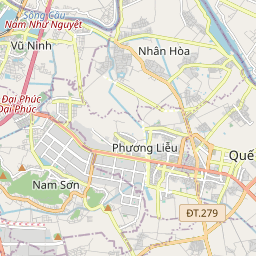 Sông Cầu
Nam Như Nguyệt
Vũ Ninh
Nhân Hòa
Đại Phúc
Đại Phúc
Phương Liễu
Quế
Nam Sơn
ĐT.279